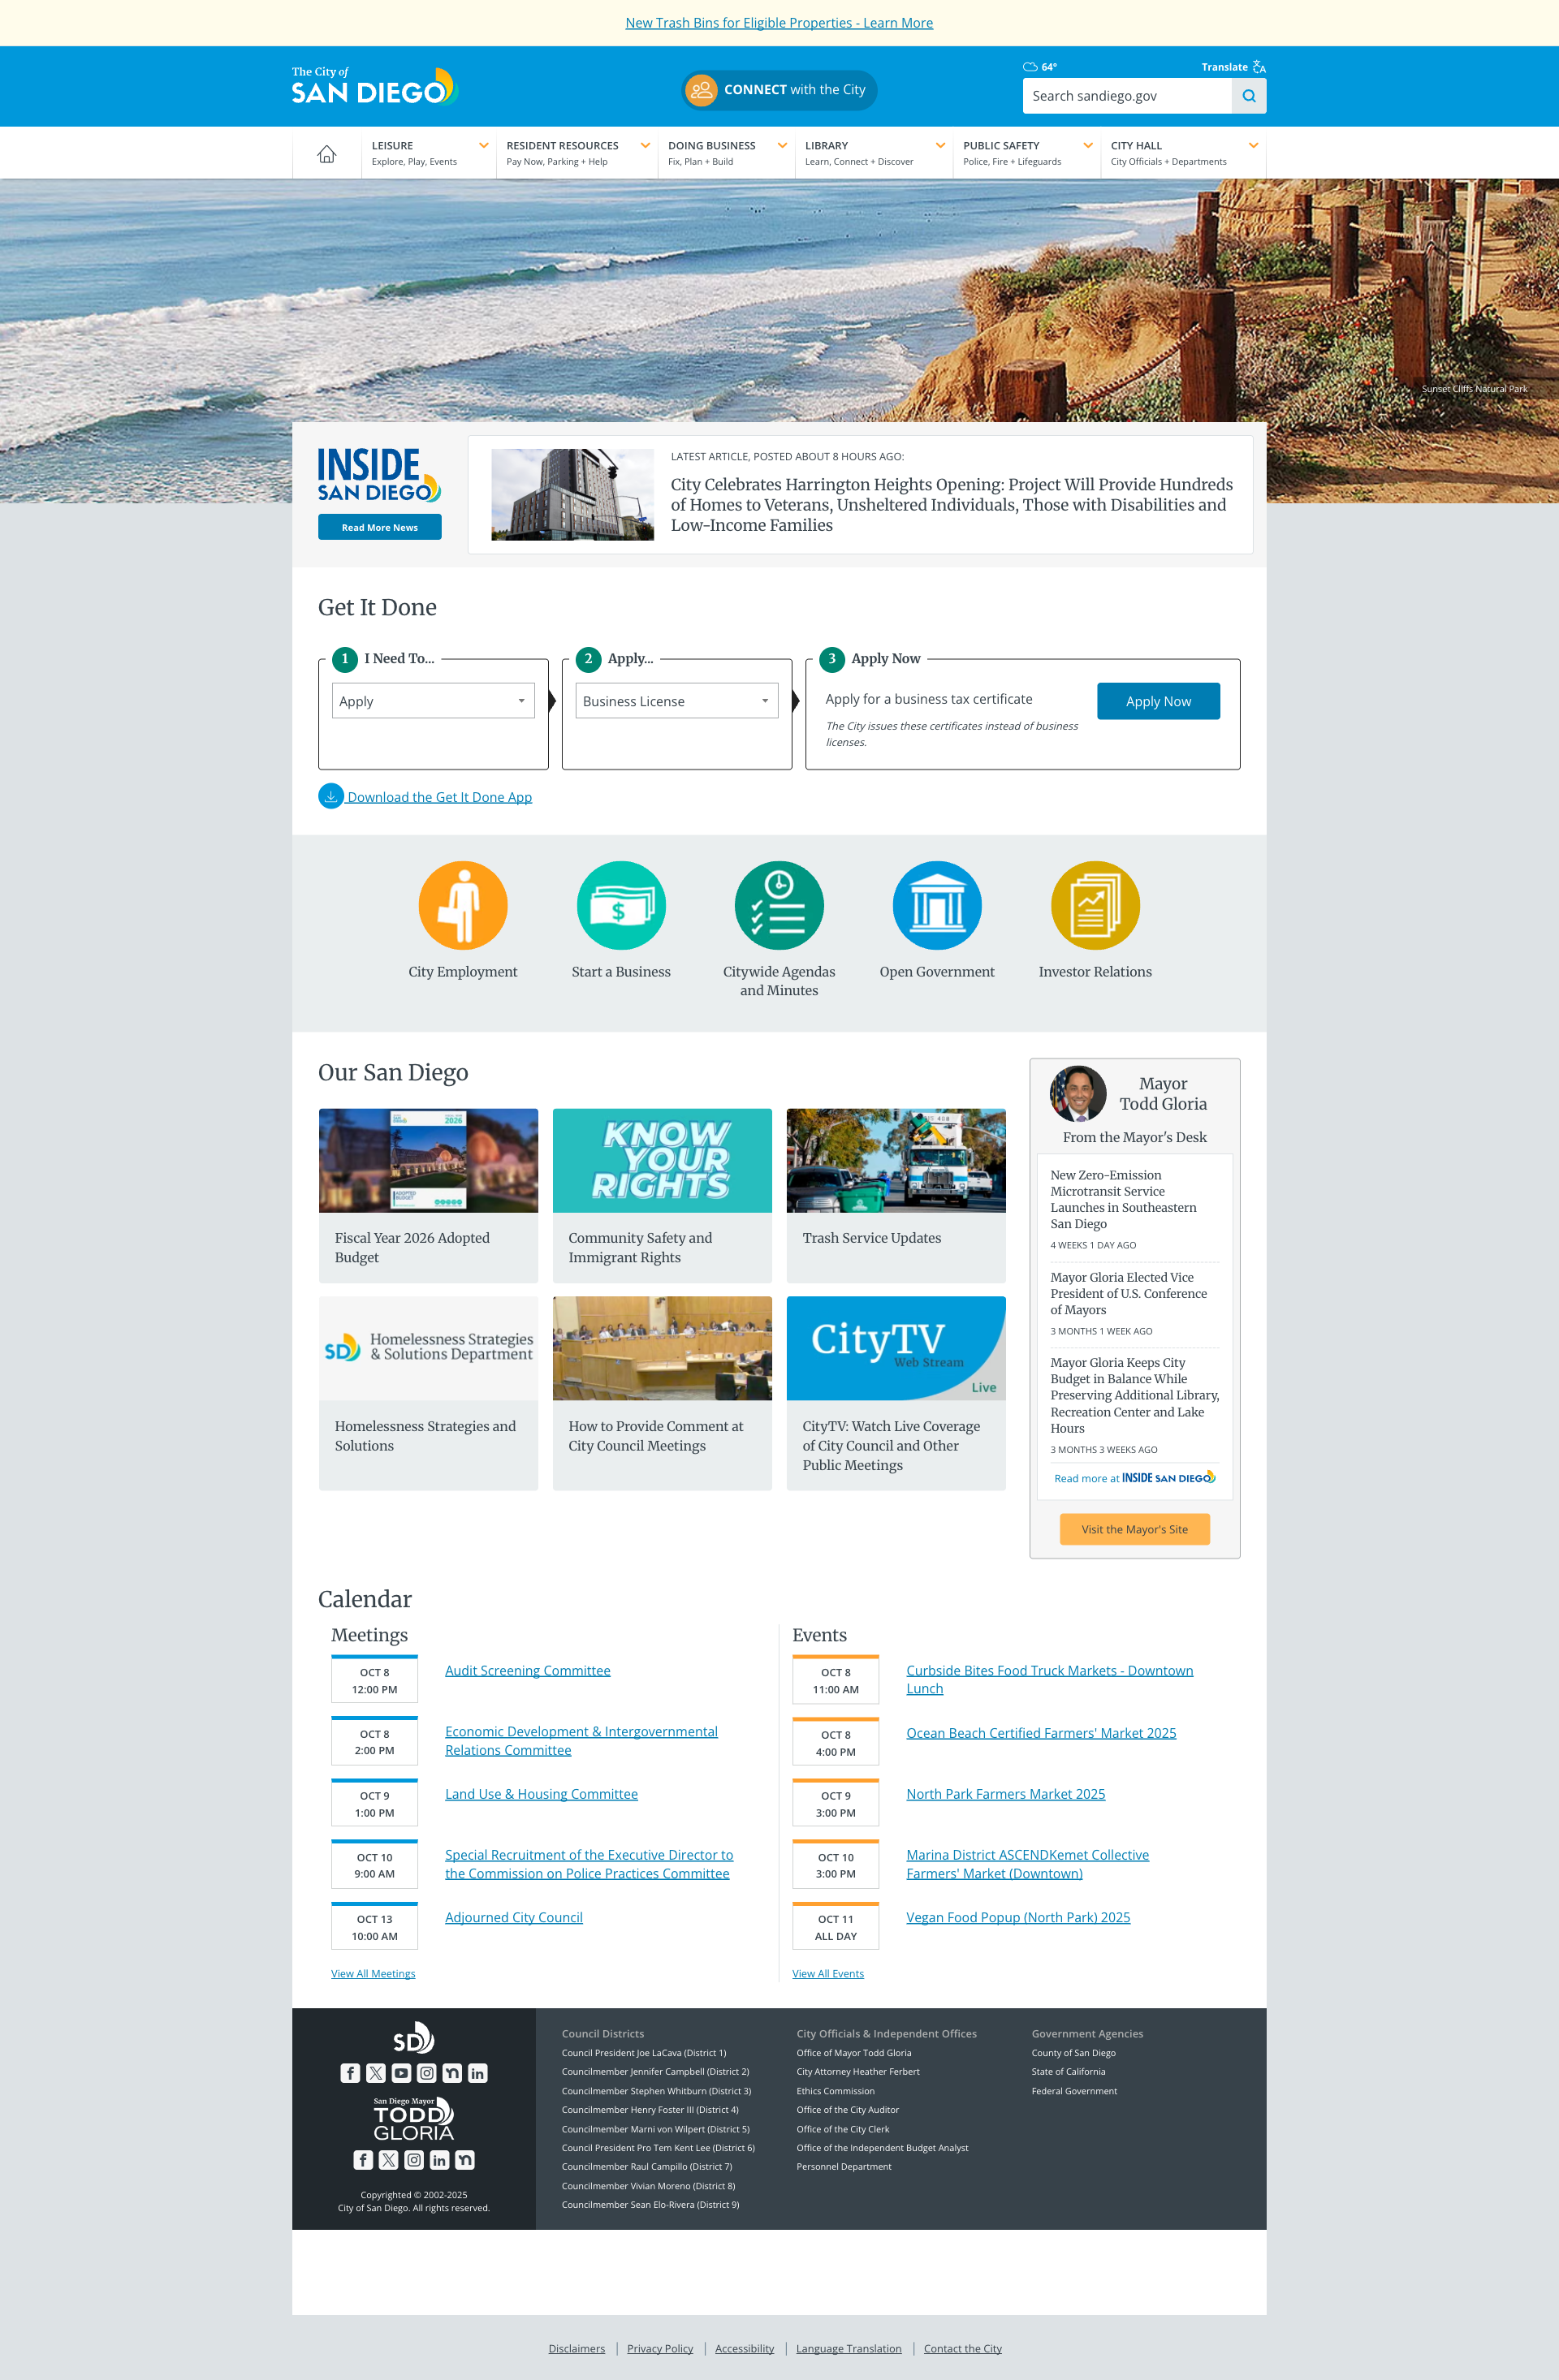 New Trash Bins for Eligible Properties - Learn More
The City of
SAN DIEGO
CONNECT with the City
64°
Translate
Search sandiego.gov
LEISURE
Explore, Play, Events
RESIDENT RESOURCES
Pay Now, Parking + Help
DOING BUSINESS
Fix, Plan + Build
LIBRARY
Learn, Connect + Discover
PUBLIC SAFETY
Police, Fire + Lifeguards
CITY HALL
City Officials + Departments
Sunset Cliffs Natural Park
INSIDE
SAN DIEGO
Read More News
LATEST ARTICLE, POSTED ABOUT 8 HOURS AGO:
City Celebrates Harrington Heights Opening: Project Will Provide Hundreds
of Homes to Veterans, Unsheltered Individuals, Those with Disabilities and
Low-Income Families
Get It Done
1 I Need To...
Apply
2 Apply...
Business License
3 Apply Now
Apply for a business tax certificate
The City issues these certificates instead of business
licenses.
Apply Now
Download the Get It Done App
$
City Employment
Start a Business
Citywide Agendas
and Minutes
Open Government
Investor Relations
Our San Diego
2026
ADOPTED
BUDGET
Fiscal Year 2026 Adopted
Budget
KNOW
YOUR
RIGHTS
Community Safety and
Immigrant Rights
Trash Service Updates
SD
Homelessness Strategies
& Solutions Department
Homelessness Strategies and
Solutions
How to Provide Comment at
City Council Meetings
CityTV
Web Stream
Live
CityTV: Watch Live Coverage
of City Council and Other
Public Meetings
Mayor
Todd Gloria
From the Mayor's Desk
New Zero-Emission
Microtransit Service
Launches in Southeastern
San Diego
4 WEEKS 1 DAY AGO
Mayor Gloria Elected Vice
President of U.S. Conference
of Mayors
3 MONTHS 1 WEEK AGO
Mayor Gloria Keeps City
Budget in Balance While
Preserving Additional Library,
Recreation Center and Lake
Hours
3 MONTHS 3 WEEKS AGO
Read more at INSIDE SAN DIEGO
Visit the Mayor's Site
Calendar
Meetings
OCT 8
12:00 PM
Audit Screening Committee
OCT 8
2:00 PM
Economic Development & Intergovernmental
Relations Committee
OCT 9
1:00 PM
Land Use & Housing Committee
OCT 10
9:00 AM
Special Recruitment of the Executive Director to
the Commission on Police Practices Committee
OCT 13
10:00 AM
Adjourned City Council
View All Meetings
Events
OCT 8
11:00 AM
Curbside Bites Food Truck Markets - Downtown
Lunch
OCT 8
4:00 PM
Ocean Beach Certified Farmers' Market 2025
OCT 9
3:00 PM
North Park Farmers Market 2025
OCT 10
3:00 PM
Marina District ASCENDKemet Collective
Farmers' Market (Downtown)
OCT 11
ALL DAY
Vegan Food Popup (North Park) 2025
View All Events
SD
San Diego Mayor
TODD
GLORIA
Copyrighted © 2002-2025
City of San Diego. All rights reserved.
Council Districts
Council President Joe LaCava (District 1)
Councilmember Jennifer Campbell (District 2)
Councilmember Stephen Whitburn (District 3)
Councilmember Henry Foster III (District 4)
Councilmember Marni von Wilpert (District 5)
Council President Pro Tem Kent Lee (District 6)
Councilmember Raul Campillo (District 7)
Councilmember Vivian Moreno (District 8)
Councilmember Sean Elo-Rivera (District 9)
City Officials & Independent Offices
Office of Mayor Todd Gloria
City Attorney Heather Ferbert
Ethics Commission
Office of the City Auditor
Office of the City Clerk
Office of the Independent Budget Analyst
Personnel Department
Government Agencies
County of San Diego
State of California
Federal Government
Disclaimers
Privacy Policy
Accessibility
Language Translation
Contact the City